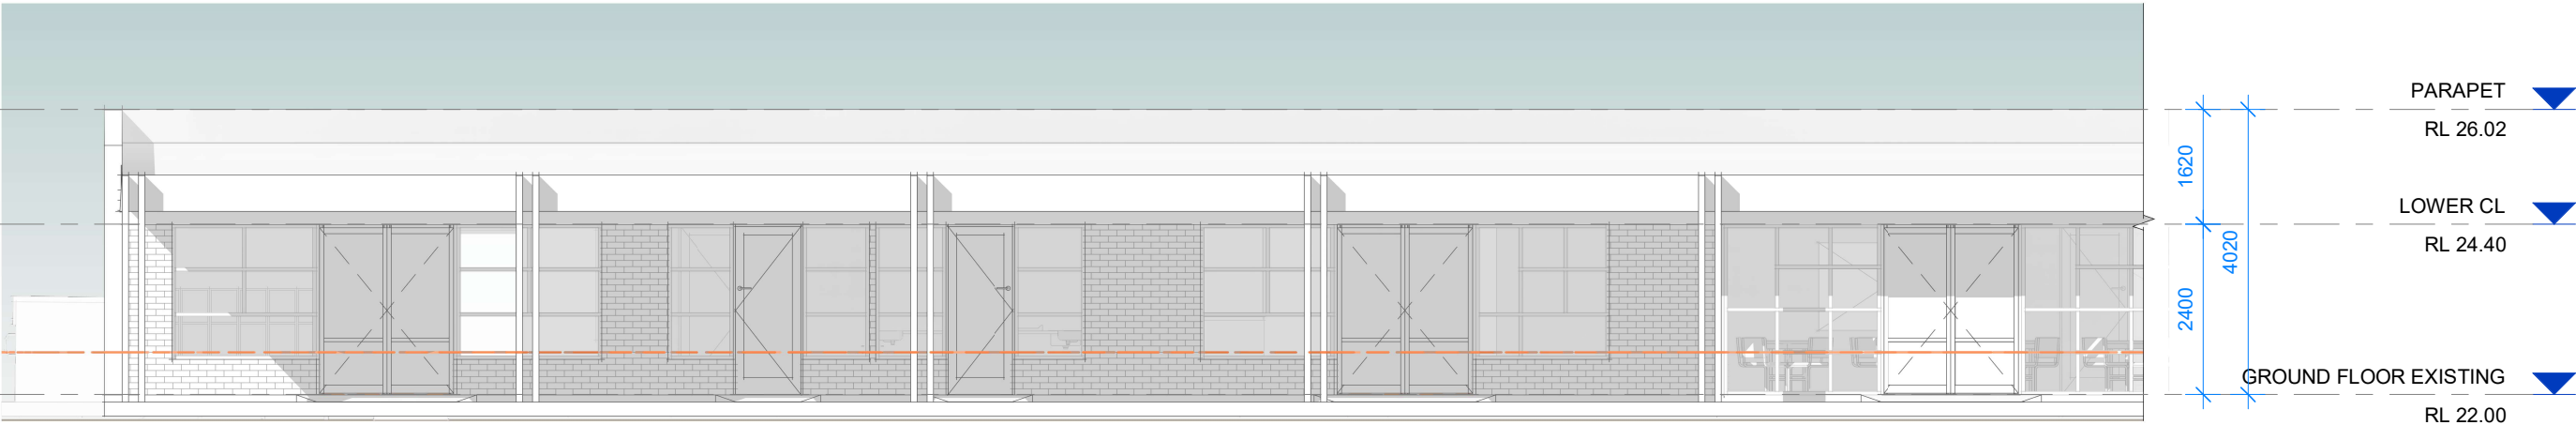 PARAPET
RL 26.02
1620
LOWER CL
RL 24.40
4020
2400
GROUND FLOOR EXISTING
RL 22.00